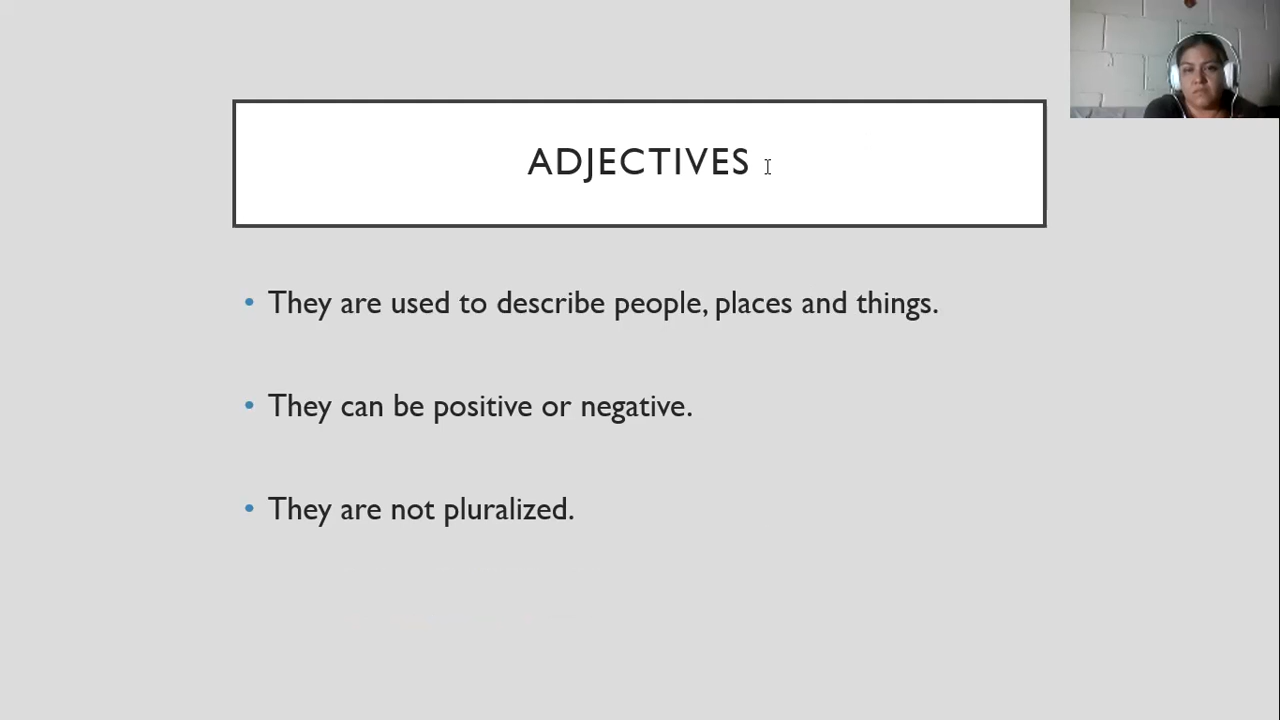 ADJECTIVES
They are used to describe people, places and things.
They can be positive or negative.
They are not pluralized.